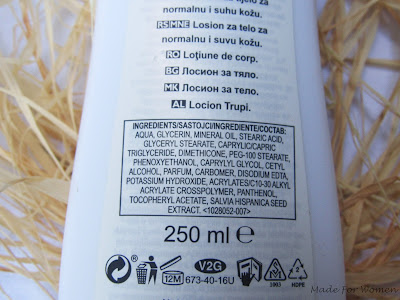 normalnu i suhu kožu.
RS/MNE Losion za telo za
normalnu i suvu kožu.
RO Loţiune de corp.
BG Лосион за тяло.
MK Лосион за тело.
AL Locion Trupi.
INGREDIENTS/SASTOJCI/INGREDIENTE/СОСТАВ:
AQUA, GLYCERIN, MINERAL OIL, STEARIC ACID,
GLYCERYL STEARATE, CAPRYLIC/CAPRIC
TRIGLYCERIDE, DIMETHICONE, PEG-100 STEARATE,
PHENOXYETHANOL, CAPRYLYL GLYCOL, CETYL
ALCOHOL, PARFUM, CARBOMER, DISODIUM EDTA,
POTASSIUM HYDROXIDE, ACRYLATES/C10-30 ALKYL
ACRYLATE CROSSPOLYMER, PANTHENOL,
TOCOPHERYL ACETATE, SALVIA HISPANICA SEED
EXTRACT. <1028052-007>
250 ml e
12M
V2G
673-40-16U
2
HDPE
Made For Women